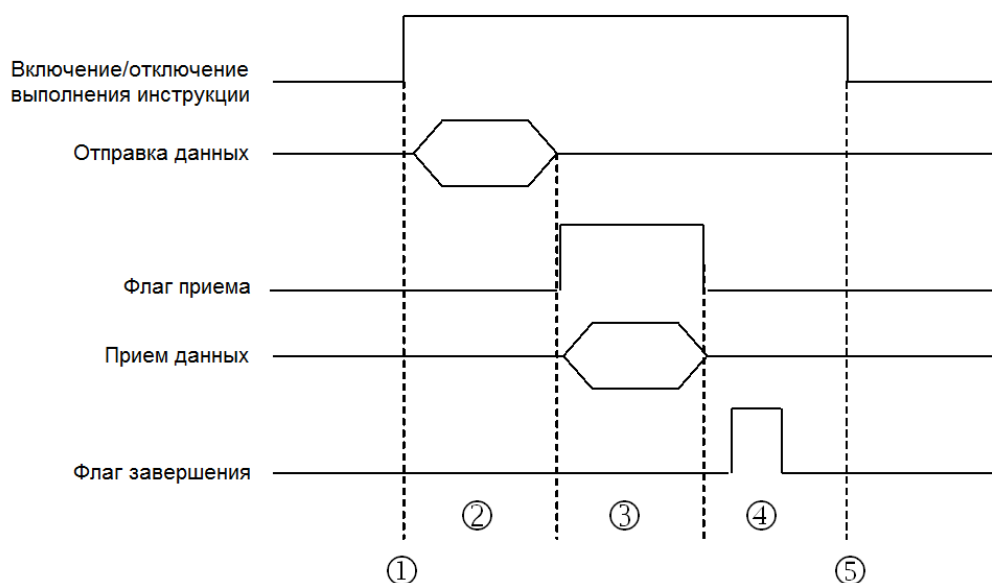 Включение/отключение
выполнения инструкции
Отправка данных
Флаг приема
Прием данных
Флаг завершения
②
③
④
①
⑤